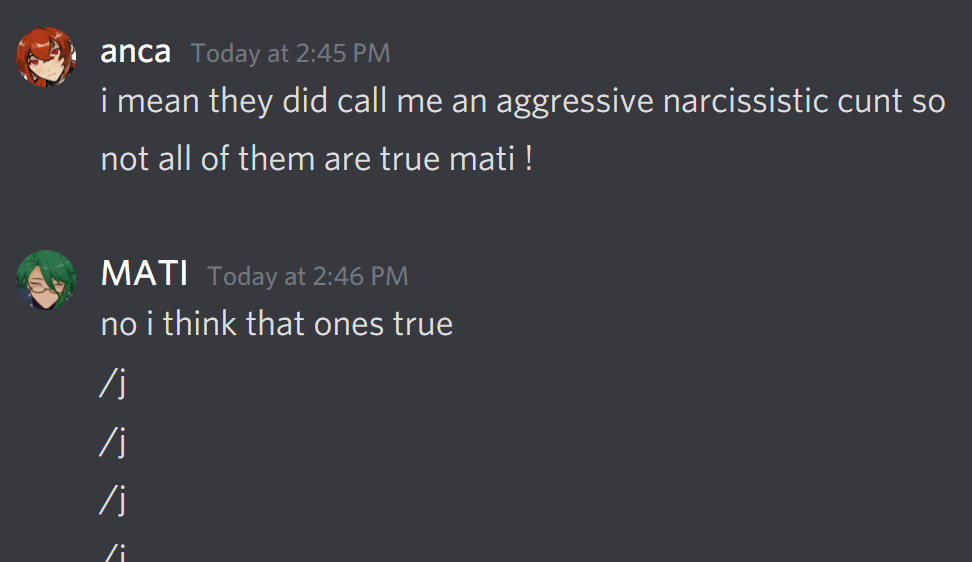 anca Today at 2:45 PM
i mean they did call me an aggressive narcissistic cunt so
not all of them are true mati !
MATI Today at 2:46 PM
no i think that ones true
/j
/j
/j
/j